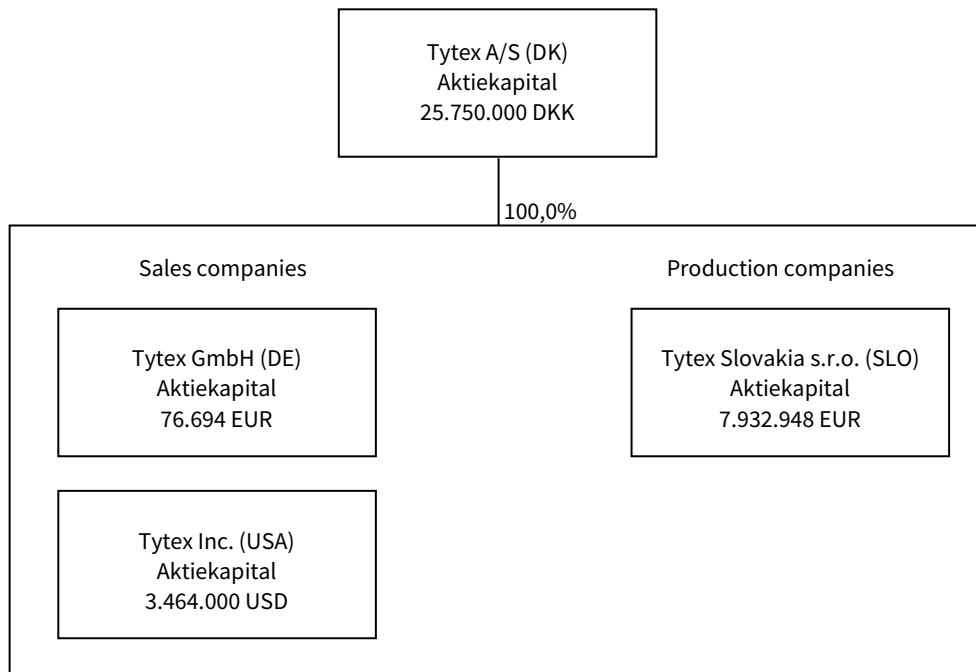 Tytex A/S (DK)
Aktiekapital
25.750.000 DKK
100,0%
Sales companies
Production companies
Tytex GmbH (DE)
Aktiekapital
76.694 EUR
Tytex Slovakia s.r.o. (SLO)
Aktiekapital
7.932.948 EUR
Tytex Inc. (USA)
Aktiekapital
3.464.000 USD